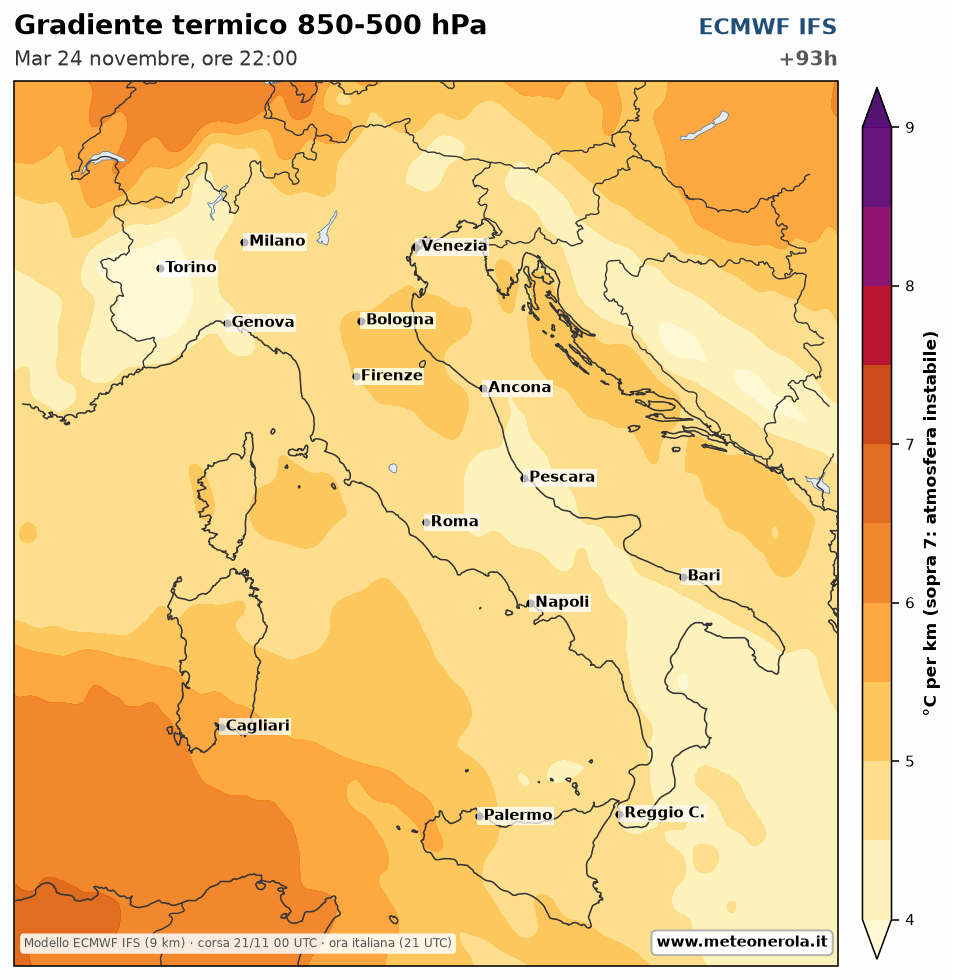 Gradiente termico 850-500 hPa
ECMWF IFS
Mar 24 novembre, ore 22:00
+93h
Milano
Venezia
Torino
Genova
Bologna
Firenze
Ancona
Pescara
Roma
Bari
Napoli
Cagliari
Palermo
Reggio C.
9
8
7
6
5
4
°C per km (sopra 7: atmosfera instabile)
Modello ECMWF IFS (9 km) · corsa 21/11 00 UTC · ora italiana (21 UTC)
www.meteonerola.it